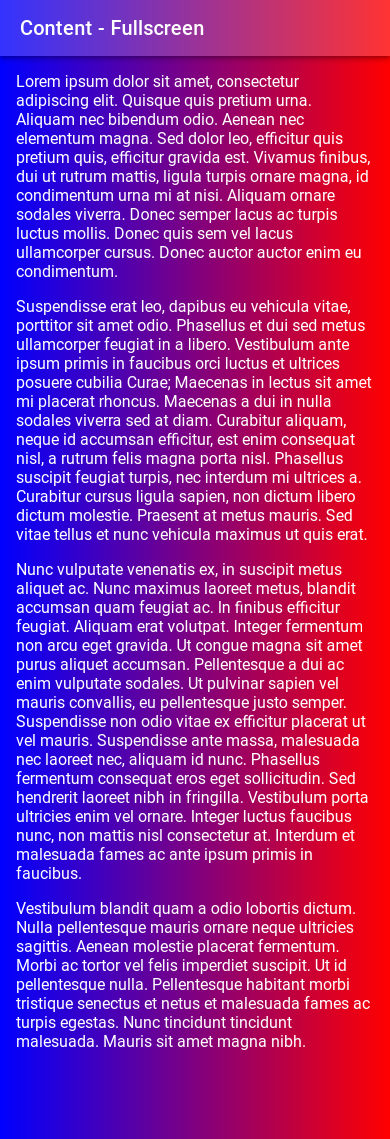 Content - Fullscreen
Lorem ipsum dolor sit amet, consectetur
adipiscing elit. Quisque quis pretium urna.
Aliquam nec bibendum odio. Aenean nec
elementum magna. Sed dolor leo, efficitur quis
pretium quis, efficitur gravida est. Vivamus finibus,
dui ut rutrum mattis, ligula turpis ornare magna, id
condimentum urna mi at nisi. Aliquam ornare
sodales viverra. Donec semper lacus ac turpis
luctus mollis. Donec quis sem vel lacus
ullamcorper cursus. Donec auctor auctor enim eu
condimentum.
Suspendisse erat leo, dapibus eu vehicula vitae,
porttitor sit amet odio. Phasellus et dui sed metus
ullamcorper feugiat in a libero. Vestibulum ante
ipsum primis in faucibus orci luctus et ultrices
posuere cubilia Curae; Maecenas in lectus sit amet
mi placerat rhoncus. Maecenas a dui in nulla
sodales viverra sed at diam. Curabitur aliquam,
neque id accumsan efficitur, est enim consequat
nisl, a rutrum felis magna porta nisl. Phasellus
suscipit feugiat turpis, nec interdum mi ultrices a.
Curabitur cursus ligula sapien, non dictum libero
dictum molestie. Praesent at metus mauris. Sed
vitae tellus et nunc vehicula maximus ut quis erat.
Nunc vulputate venenatis ex, in suscipit metus
aliquet ac. Nunc maximus laoreet metus, blandit
accumsan quam feugiat ac. In finibus efficitur
feugiat. Aliquam erat volutpat. Integer fermentum
non arcu eget gravida. Ut congue magna sit amet
purus aliquet accumsan. Pellentesque a dui ac
enim vulputate sodales. Ut pulvinar sapien vel
mauris convallis, eu pellentesque justo semper.
Suspendisse non odio vitae ex efficitur placerat ut
vel mauris. Suspendisse ante massa, malesuada
nec laoreet nec, aliquam id nunc. Phasellus
fermentum consequat eros eget sollicitudin. Sed
hendrerit laoreet nibh in fringilla. Vestibulum porta
ultricies enim vel ornare. Integer luctus faucibus
nunc, non mattis nisl consectetur at. Interdum et
malesuada fames ac ante ipsum primis in
faucibus.
Vestibulum blandit quam a odio lobortis dictum.
Nulla pellentesque mauris ornare neque ultricies
sagittis. Aenean molestie placerat fermentum.
Morbi ac tortor vel felis imperdiet suscipit. Ut id
pellentesque nulla. Pellentesque habitant morbi
tristique senectus et netus et malesuada fames ac
turpis egestas. Nunc tincidunt tincidunt
malesuada. Mauris sit amet magna nibh.